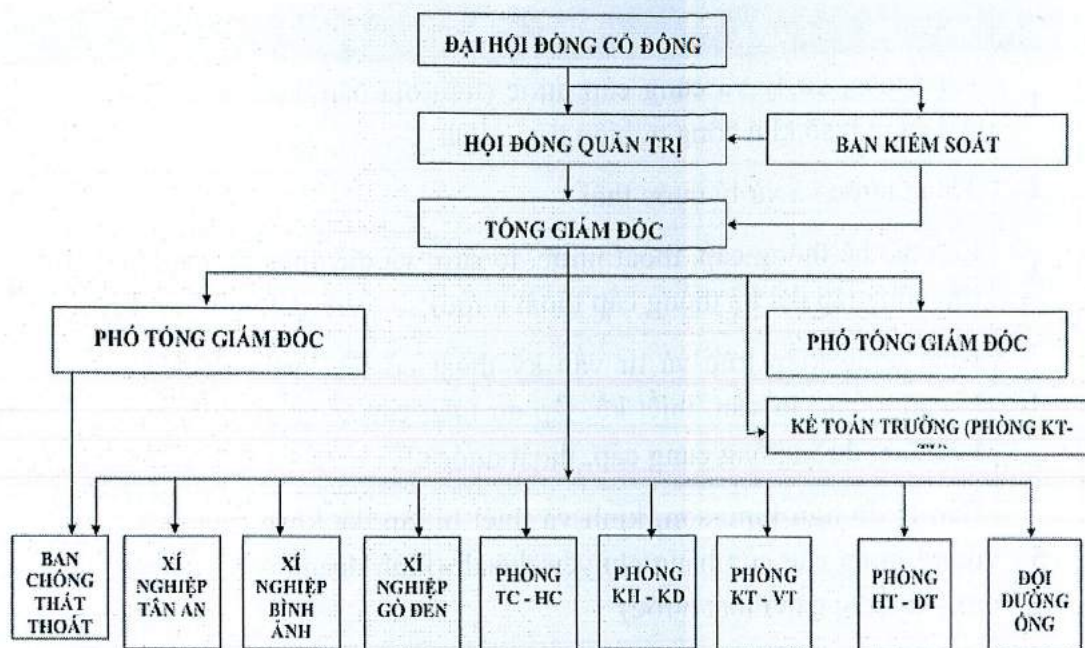 ĐẠI HỘI ĐỒNG CỔ ĐÔNG
HỘI ĐỒNG QUẢN TRỊ
BAN KIỂM SOÁT
TỔNG GIÁM ĐỐC
PHÓ TỔNG GIÁM ĐỐC
PHÓ TỔNG GIÁM ĐỐC
KẾ TOÁN TRƯỞNG (PHÒNG KT-
BAN
CHỐNG
THẤT
THOÁT
XÍ
NGHIỆP
TÂN AN
XÍ
NGHIỆP
BÌNH
ẢNH
XÍ
NGHIỆP
GÒ ĐEN
PHÒNG
TC - HC
PHÒNG
KH - KD
PHÒNG
KT - VT
PHÒNG
HT - ĐT
ĐỘI
ĐƯỜNG
ỐNG